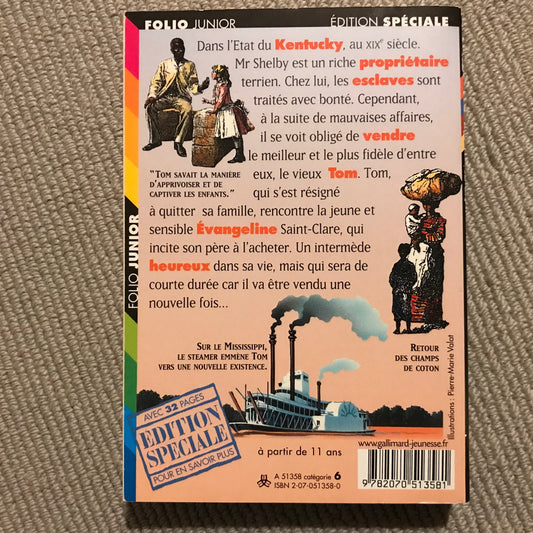 FOLIO JUNIOR
ÉDITION SPÉCIALE
Dans l'Etat du Kentucky, au XIXe siècle.
Mr Shelby est un riche propriétaire
terrien. Chez lui, les esclaves sont
traités avec bonté. Cependant,
à la suite de mauvaises affaires,
il se voit obligé de vendre
le meilleur et le plus fidèle d'entre
eux, le vieux Tom. Tom,
qui s'est résigné
à quitter sa famille, rencontre la jeune et
sensible Évangeline Saint-Clare, qui
incite son père à l'acheter. Un intermède
heureux dans sa vie, mais qui sera de
courte durée car il va être vendu une
nouvelle fois...
"TOM SAVAIT LA MANIÈRE
D'APPRIVOISER ET DE
CAPTIVER LES ENFANTS."
FOLIO JUNIOR
SUR LE MISSISSIPPI,
LE STEAMER EMMÈNE TOM
VERS UNE NOUVELLE EXISTENCE.
RETOUR
DES CHAMPS
DE COTON
Illustrations : Pierre-Marie Valat
AVEC 32 PAGES
EDITION
SPÉCIALE
POUR EN SAVOIR PLUS
à partir de 11 ans
www.gallimard-jeunesse.fr
A 51358 catégorie 6
ISBN 2-07-051358-0
9 782070 513581